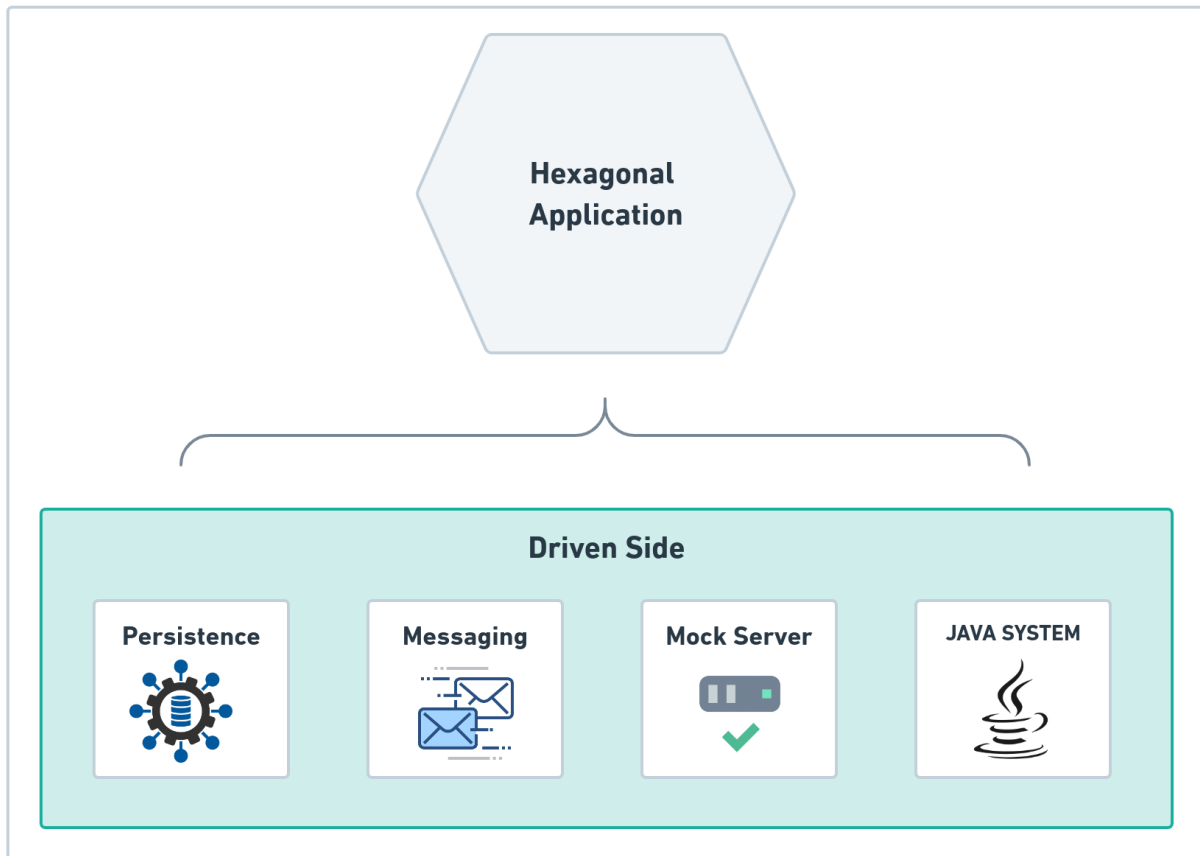 Hexagonal
Application
Driven Side
Persistence
Messaging
Mock Server
JAVA SYSTEM